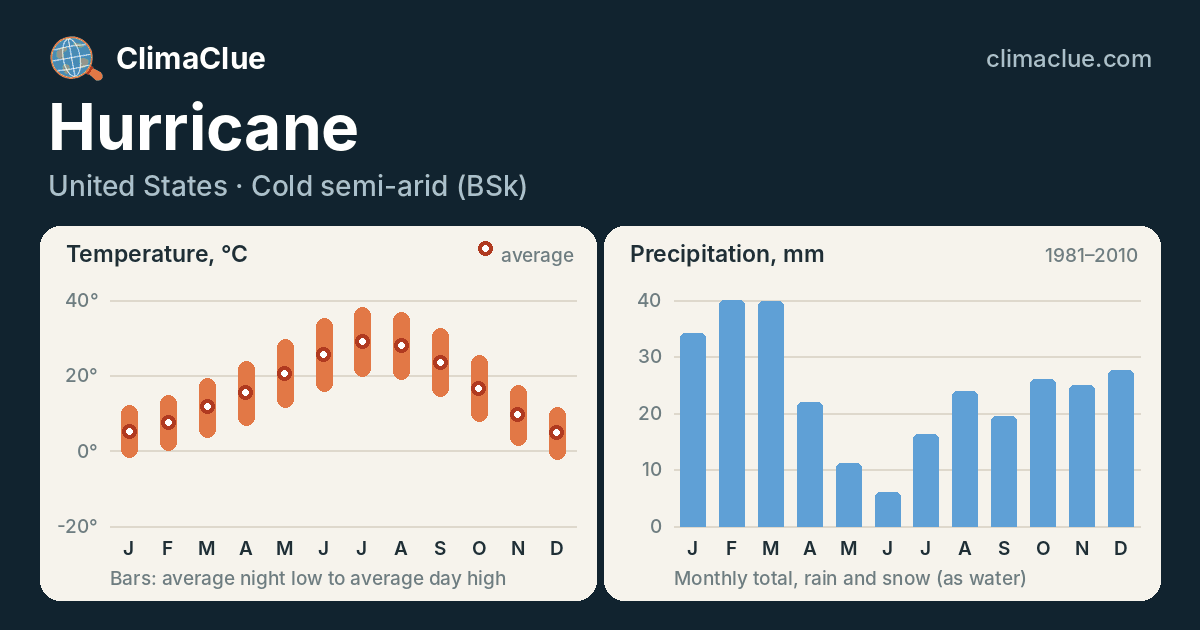 ClimaClue
climaclue.com
Hurricane
United States · Cold semi-arid (BSk)
Temperature, °C
average
40°
20°
0°
-20°
J F M A M J J A S O N D
Bars: average night low to average day high
Precipitation, mm
1981–2010
40
30
20
10
0
J F M A M J J A S O N D
Monthly total, rain and snow (as water)